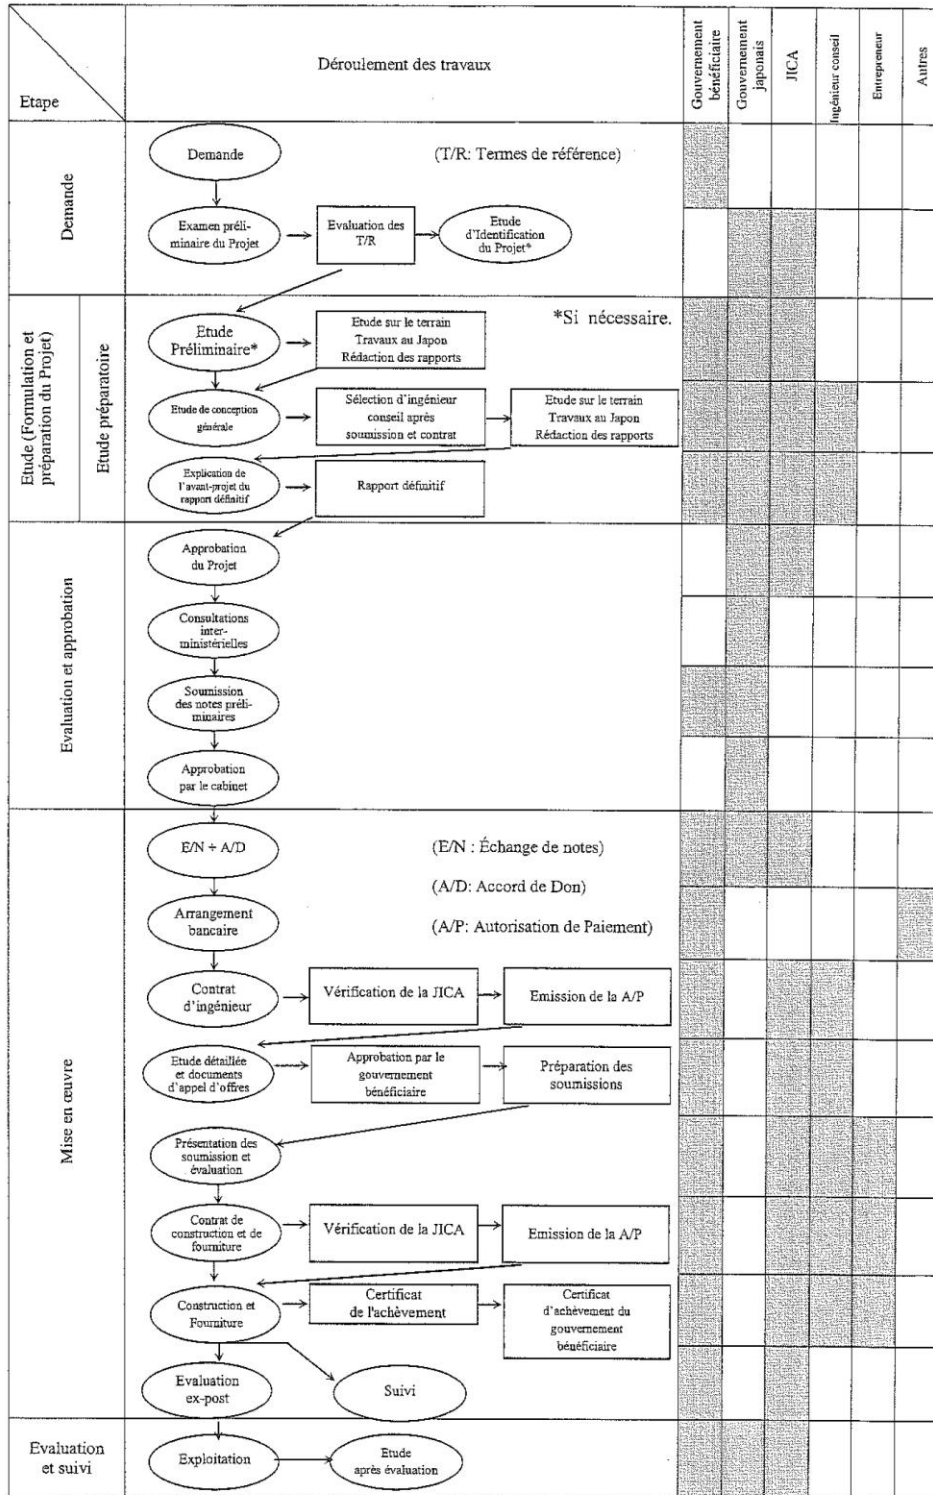 Etape
Déroulement des travaux
Gouvernement
bénéficiaire
Gouvernement
japonais
JICA
Ingénieur conseil
Entrepreneur
Autres
Demande
Demande
(T/R: Termes de référence)
Examen préli-
minaire du Projet
Evaluation des
T/R
Etude
d'Identification
du Projet*
Etude (Formulation et
préparation du Projet)
Etude préparatoire
*Si nécessaire.
Etude
Préliminaire*
Etude sur le terrain
Travaux au Japon
Rédaction des rapports
Etude de conception
générale
Sélection d'ingénieur
conseil après
soumission et contrat
Etude sur le terrain
Travaux au Japon
Rédaction des rapports
Explication de
l'avant-projet du
rapport définitif
Rapport définitif
Evaluation et approbation
Approbation
du Projet
Consultations
inter-
ministérielles
Soumission
des notes préli-
minaires
Approbation
par le cabinet
Mise en œuvre
E/N + A/D
(E/N : Échange de notes)
(A/D: Accord de Don)
Arrangement
bancaire
(A/P: Autorisation de Paiement)
Contrat
d'ingénieur
Vérification de la JICA
Emission de la A/P
Etude détaillée
et documents
d'appel d'offres
Approbation par le
gouvernement
bénéficiaire
Préparation des
soumissions
Présentation des
soumission et
évaluation
Contrat de
construction et de
fourniture
Vérification de la JICA
Emission de la A/P
Construction et
Fourniture
Certificat
de l'achèvement
Certificat
d'achèvement du
gouvernement
bénéficiaire
Evaluation
ex-post
Suivi
Evaluation
et suivi
Exploitation
Etude
après évaluation